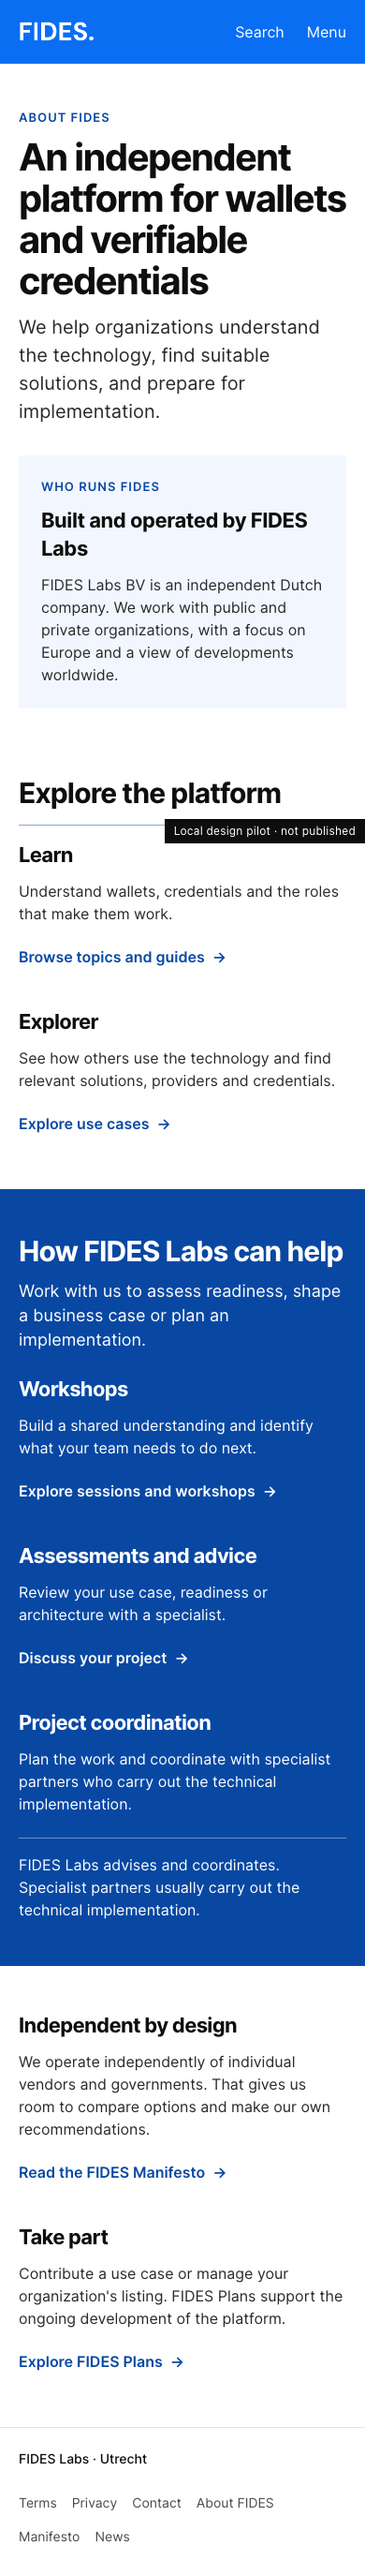 FIDES.
Search Menu
ABOUT FIDES
An independent
platform for wallets
and verifiable
credentials
We help organizations understand
the technology, find suitable
solutions, and prepare for
implementation.
WHO RUNS FIDES
Built and operated by FIDES
Labs
FIDES Labs BV is an independent Dutch
company. We work with public and
private organizations, with a focus on
Europe and a view of developments
worldwide.
Explore the platform
Local design pilot · not published
Learn
Understand wallets, credentials and the roles
that make them work.
Browse topics and guides →
Explorer
See how others use the technology and find
relevant solutions, providers and credentials.
Explore use cases →
How FIDES Labs can help
Work with us to assess readiness, shape
a business case or plan an
implementation.
Workshops
Build a shared understanding and identify
what your team needs to do next.
Explore sessions and workshops →
Assessments and advice
Review your use case, readiness or
architecture with a specialist.
Discuss your project →
Project coordination
Plan the work and coordinate with specialist
partners who carry out the technical
implementation.
FIDES Labs advises and coordinates.
Specialist partners usually carry out the
technical implementation.
Independent by design
We operate independently of individual
vendors and governments. That gives us
room to compare options and make our own
recommendations.
Read the FIDES Manifesto →
Take part
Contribute a use case or manage your
organization's listing. FIDES Plans support the
ongoing development of the platform.
Explore FIDES Plans →
FIDES Labs · Utrecht
Terms Privacy Contact About FIDES
Manifesto News